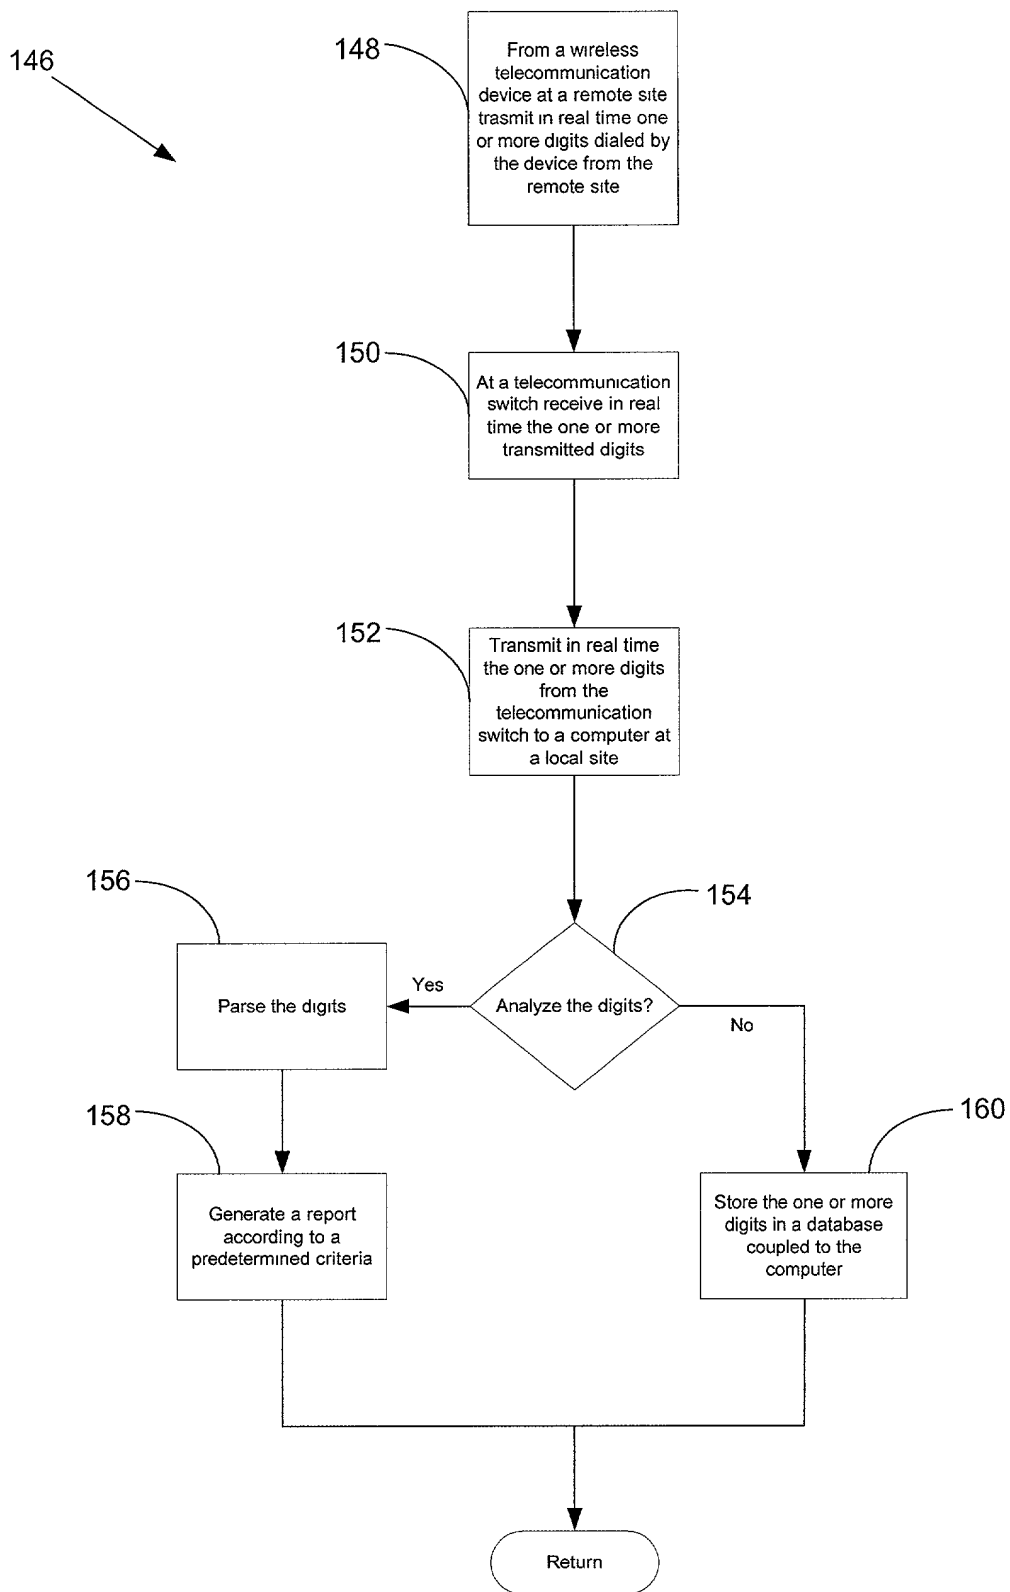 146
148
From a wireless
telecommunication
device at a remote site
trasmit in real time one
or more digits dialed by
the device from the
remote site
150
At a telecommunication
switch receive in real
time the one or more
transmitted digits
152
Transmit in real time
the one or more digits
from the
telecommunication
switch to a computer at
a local site
154
Analyze the digits?
Yes
No
156
Parse the digits
158
Generate a report
according to a
predetermined criteria
160
Store the one or more
digits in a database
coupled to the
computer
Return